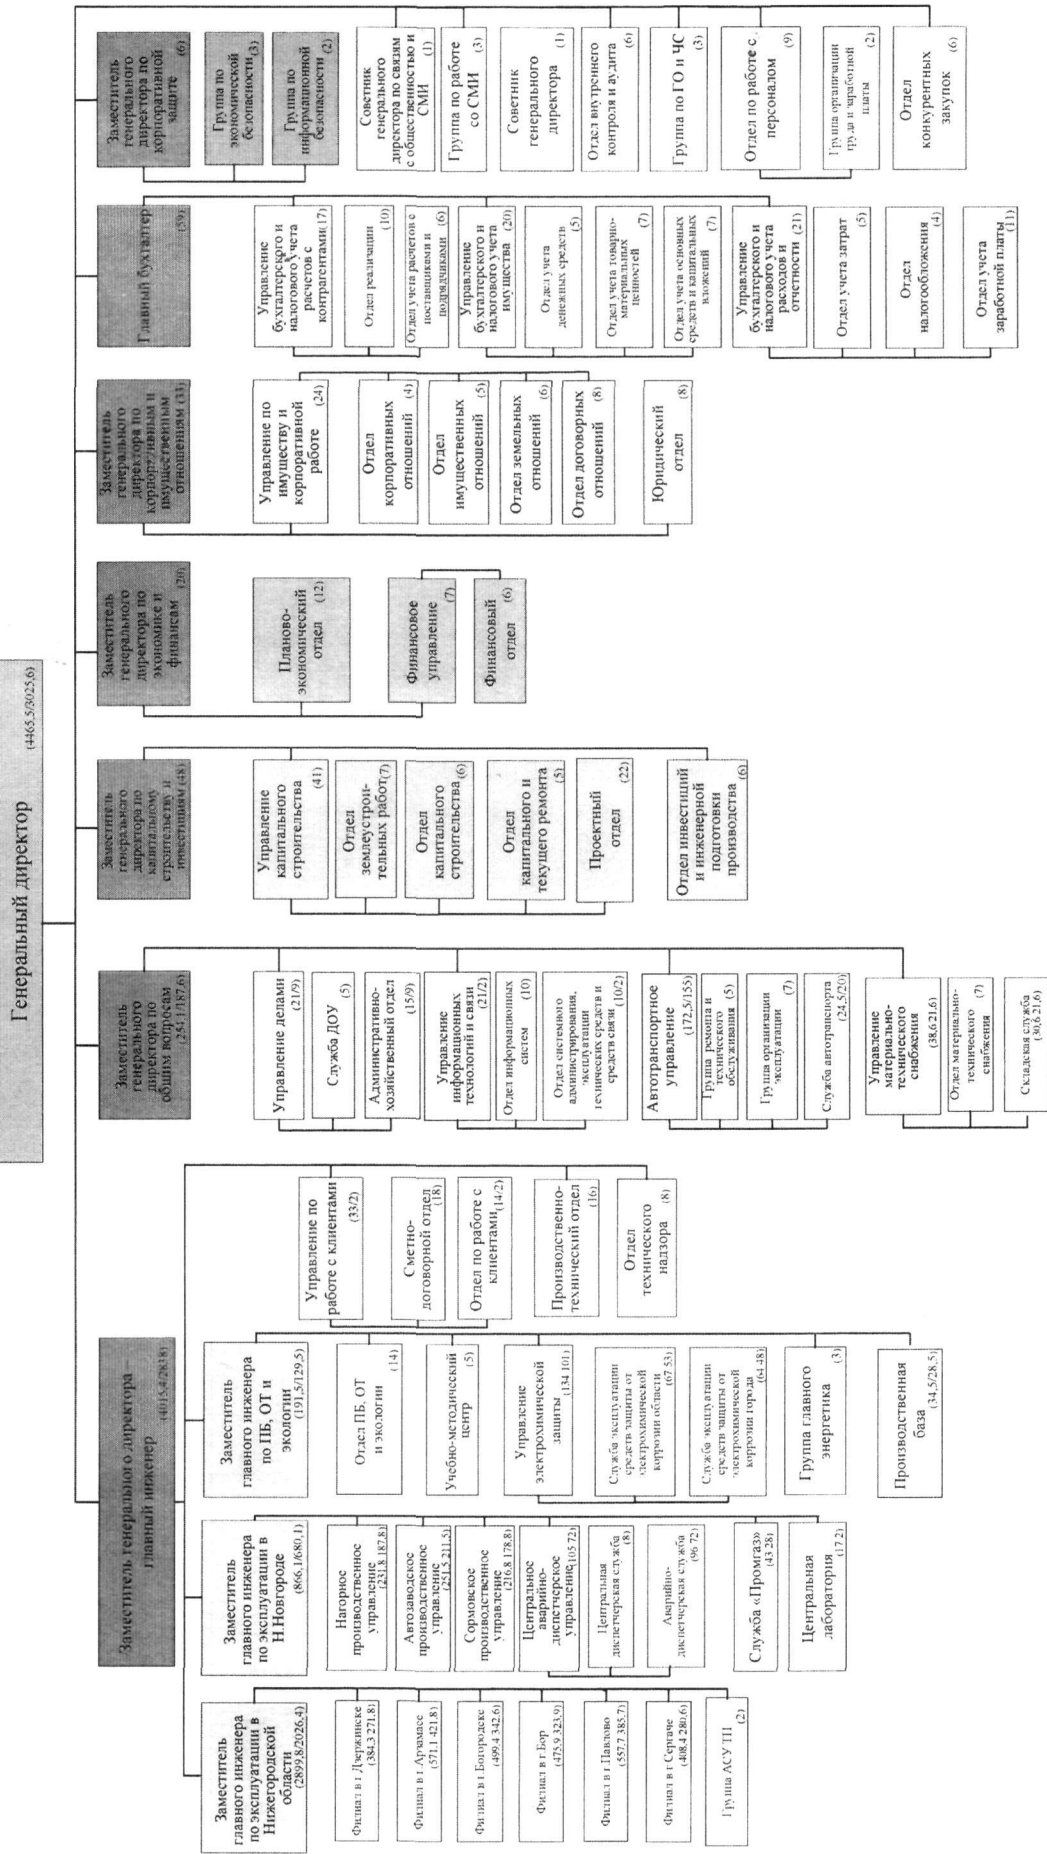 Генеральный директор
(4465,5/3025,6)
Заместитель генерального директора –
главный инженер
(4015,4/2838)
Заместитель
главного инженера
по эксплуатации в
Нижегородской
области
(2899,8/2026,4)
Филиал в г Дзержинске
(384,3 271,8)
Филиал в г Арзамасе
(571,1 421,8)
Филиал в г Богородске
(499,4 342,6)
Филиал в г Бор
(475,9 323,9)
Филиал в г Павлово
(557,7 385,7)
Филиал в г Сергаче
(408,4 280,6)
Группа АСУ ТП
(2)
Заместитель
главного инженера
по эксплуатации в
Н.Новгороде
(866,1/680,1)
Нагорное
производственное
управление
(231,8 187,8)
Автозаводское
производственное
управление
(251,5 211,5)
Сормовское
производственное
управление
(216,8 178,8)
Центральное
аварийно-
диспетчерское
управление(105 72)
Центральная
диспетчерская служба
(8)
Аварийно-
диспетчерская служба
(96 72)
Служба «Промгаз»
(43 28)
Центральная
лаборатория
(17 2)
Заместитель
главного инженера
по ПБ, ОТ и
экологии
(191,5/129,5)
Отдел ПБ, ОТ
и экологии
(14)
Учебно-методический
центр
(5)
Управление
электрохимической
защиты
(134 101)
Служба эксплуатации
средств защиты от
электрохимической
коррозии области
(67 53)
Служба эксплуатации
средств защиты от
электрохимической
коррозии города
(64 48)
Группа главного
энергетика
(3)
Производственная
база
(34,5/28,5)
Управление по
работе с клиентами
(33/2)
Сметно-
договорной отдел
(18)
Отдел по работе с
клиентами(14/2)
Производственно-
технический отдел
(16)
Отдел
технического
надзора
(8)
Заместитель
генерального
директора по
общим вопросам
(254,1/187,6)
Управление делами
(21/9)
Служба ДОУ
(5)
Административно-
хозяйственный отдел
(15/9)
Управление
информационных
технологий и связи
(21/2)
Отдел информационных
систем
(10)
Отдел системного
администрирования,
эксплуатации
технических средств и
средств связи
(10/2)
Автотранспортное
управление
(172,5/155)
Группа ремонта и
технического
обслуживания
(5)
Группа организации
эксплуатации
(7)
Служба автотранспорта
(24,5/20)
Управление
материально-
технического
снабжения
(38,6 21,6)
Отдел материально-
технического
снабжения
(7)
Складская служба
(30,6 21,6)
Заместитель
генерального
директора по
капитальному
строительству и
инвестициям (48)
Управление
капитального
строительства
(41)
Отдел
землеустрои-
тельных работ(7)
Отдел
капитального
строительства
(6)
Отдел
капитального и
текущего ремонта
(5)
Проектный
отдел
(22)
Отдел инвестиций
и инженерной
подготовки
производства
(6)
Заместитель
генерального
директора по
экономике и
финансам
(20)
Планово-
экономический
отдел
(12)
Финансовое
управление
(7)
Финансовый
отдел
(6)
Заместитель
генерального
директора по
корпоративным и
имущественным
отношениям (33)
Управление по
имуществу и
корпоративной
работе
(24)
Отдел
корпоративных
отношений
(4)
Отдел
имущественных
отношений
(5)
Отдел земельных
отношений
(6)
Отдел договорных
отношений
(8)
Юридический
отдел
(8)
Главный бухгалтер
(59)
Управление
бухгалтерского и
налогового учета
расчетов с
контрагентами(17)
Отдел реализации
(10)
Отдел учета расчетов с
поставщиками и
подрядчиками
(6)
Управление
бухгалтерского и
налогового учета
имущества
(20)
Отдел учета
денежных средств
(5)
Отдел учета товарно-
материальных
ценностей
(7)
Отдел учета основных
средств и капитальных
вложений
(7)
Управление
бухгалтерского и
налогового учета
расходов и
отчетности
(21)
Отдел учета затрат
(5)
Отдел
налогообложения
(4)
Отдел учета
заработной платы
(11)
Заместитель
генерального
директора по
корпоративной
защите
(6)
Группа по
экономической
безопасности
(3)
Группа по
информационной
безопасности
(2)
Советник
генерального
директора по связям
с общественностью и
СМИ
(1)
Группа по работе
со СМИ
(3)
Советник
генерального
директора
(1)
Отдел внутреннего
контроля и аудита
(6)
Группа по ГО и ЧС
(3)
Отдел по работе с
персоналом
(9)
Группа организации
труда и заработной
платы
(2)
Отдел
конкурентных
закупок
(6)